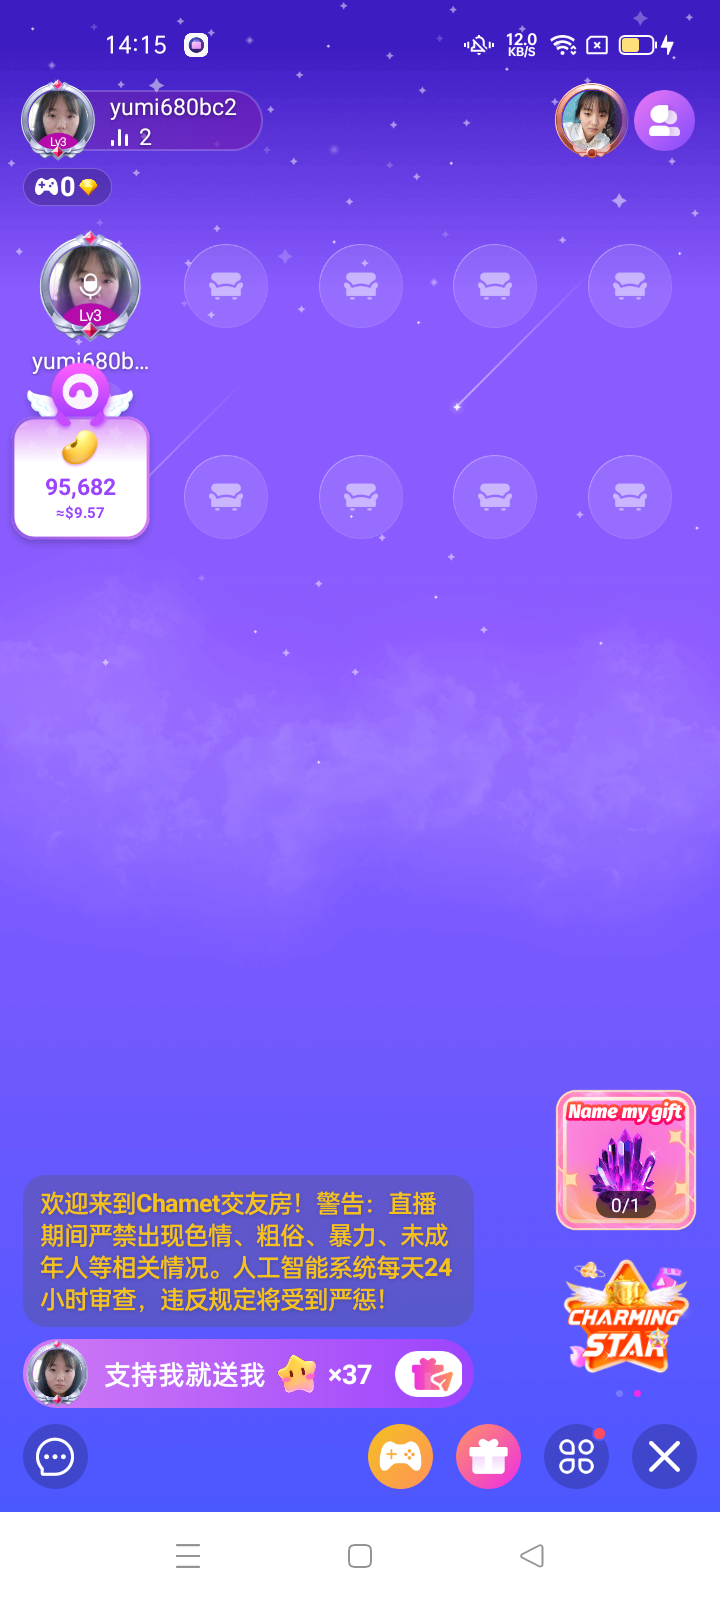 14:15
12.0
KB/S
yumi680bc2
2
Lv3
0
Lv3
yumi680b...
95,682
≈$9.57
Name my gift
0/1
欢迎来到Chamet交友房！警告：直播
期间严禁出现色情、粗俗、暴力、未成
年人等相关情况。人工智能系统每天24
小时审查，违反规定将受到严惩！
CHARMING
STAR
支持我就送我 ×37